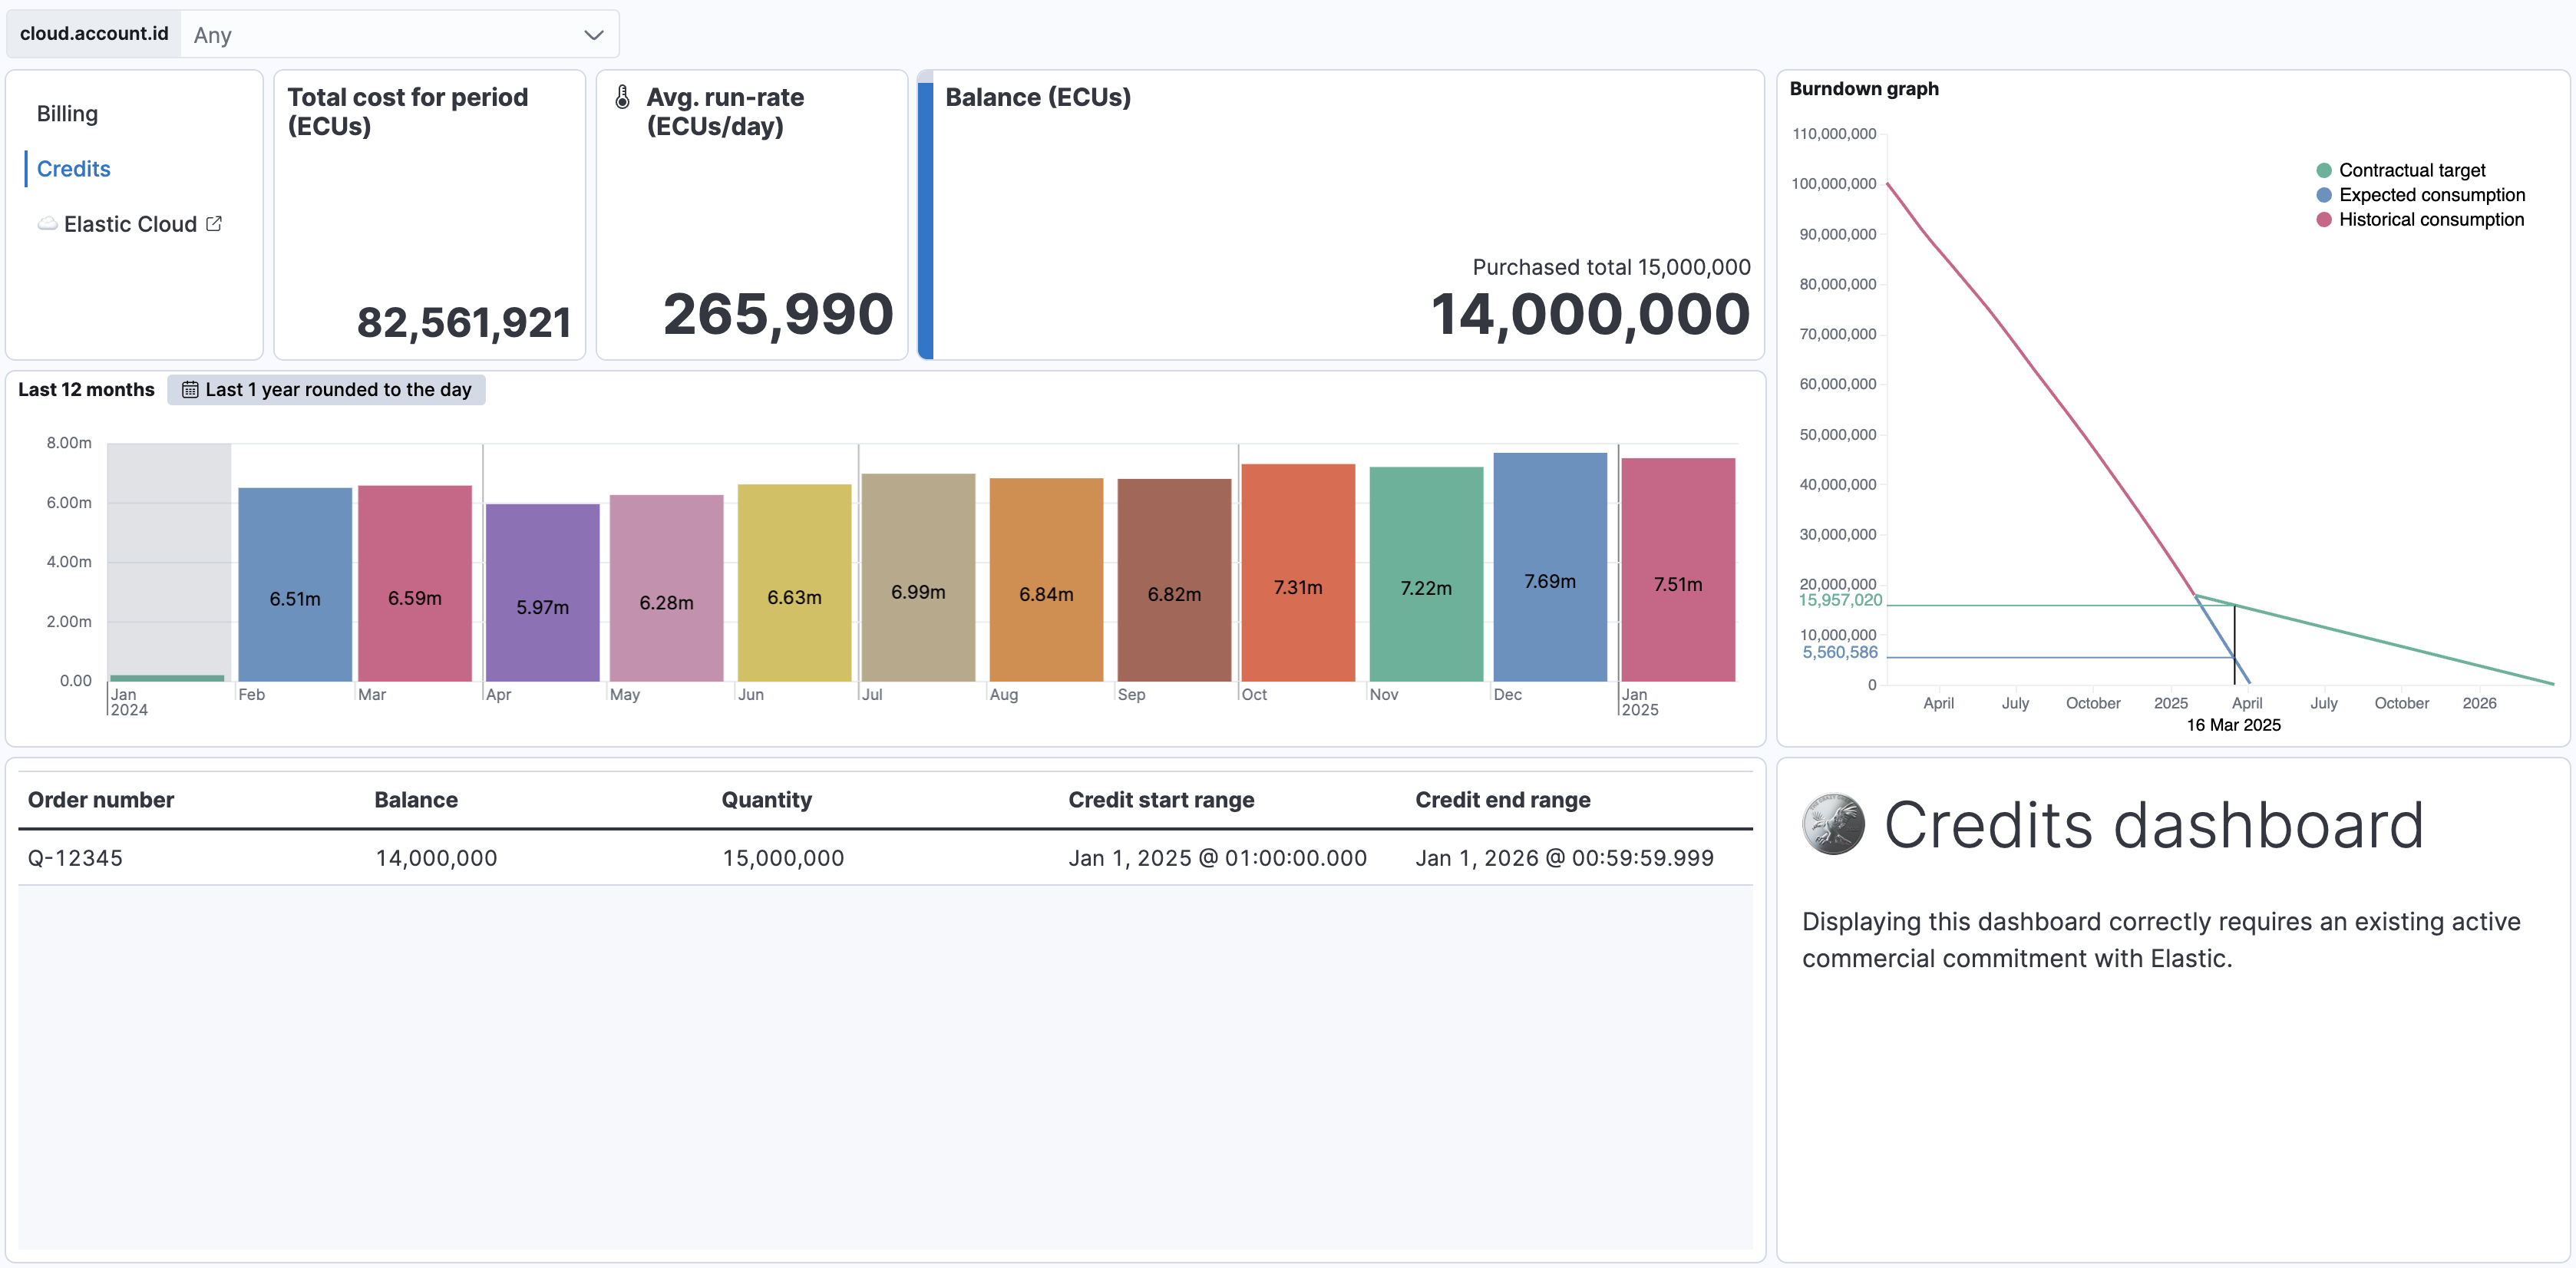 cloud.account.id Any
Billing
Credits
Elastic Cloud
Total cost for period
(ECUs)
82,561,921
Avg. run-rate
(ECUs/day)
265,990
Balance (ECUs)
Purchased total 15,000,000
14,000,000
Burndown graph
110,000,000
100,000,000
90,000,000
80,000,000
70,000,000
60,000,000
50,000,000
40,000,000
30,000,000
20,000,000
15,957,020
10,000,000
5,560,586
0
Contractual target
Expected consumption
Historical consumption
April July October 2025 April July October 2026
16 Mar 2025
Last 12 months Last 1 year rounded to the day
8.00m
6.00m
4.00m
2.00m
0.00
6.51m 6.59m 5.97m 6.28m 6.63m 6.99m 6.84m 6.82m 7.31m 7.22m 7.69m 7.51m
Jan Feb Mar Apr May Jun Jul Aug Sep Oct Nov Dec Jan
2024 2025
Order number Balance Quantity Credit start range Credit end range
Q-12345 14,000,000 15,000,000 Jan 1, 2025 @ 01:00:00.000 Jan 1, 2026 @ 00:59:59.999
Credits dashboard
Displaying this dashboard correctly requires an existing active
commercial commitment with Elastic.